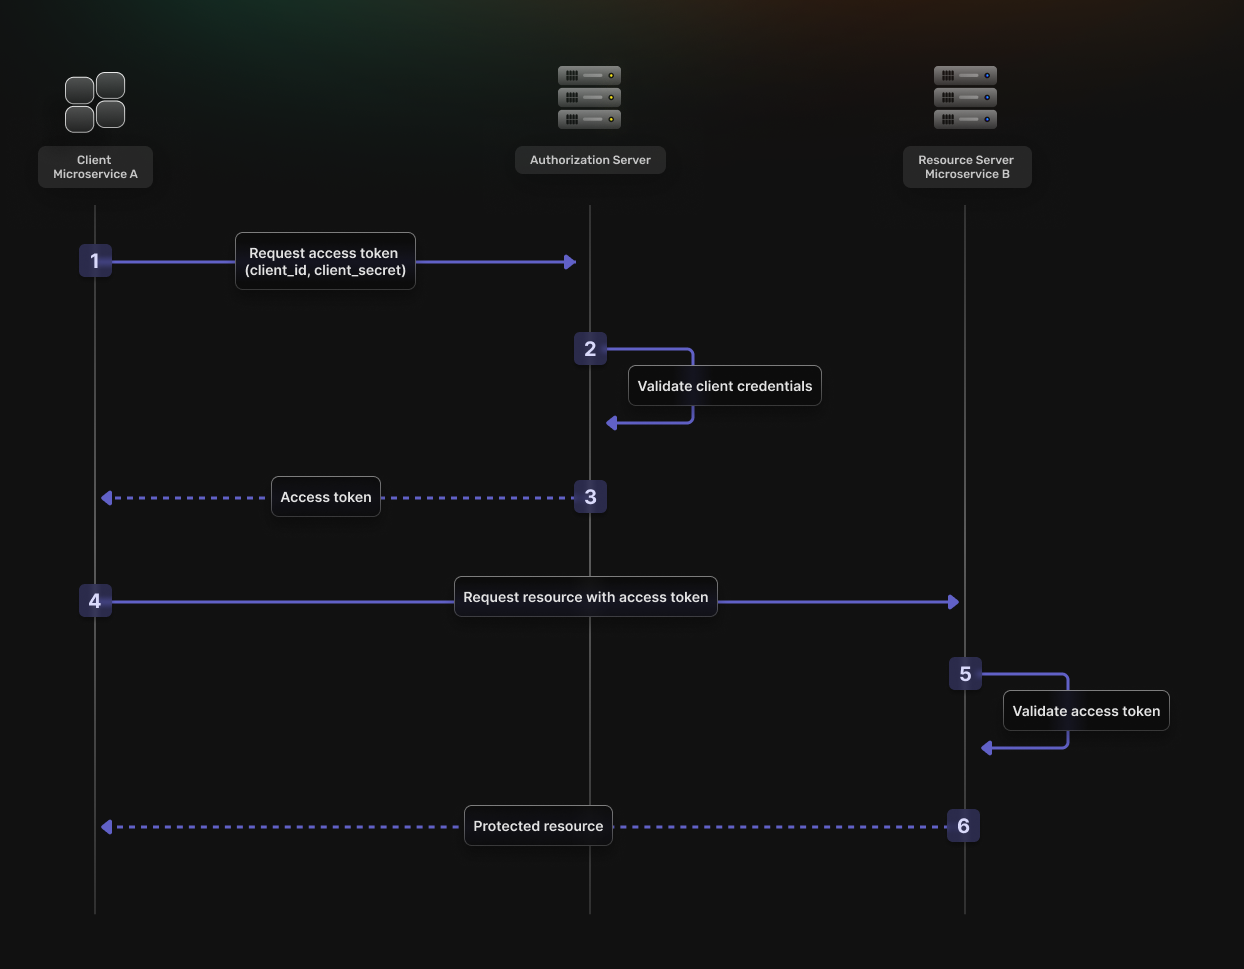 Client
Microservice A
Authorization Server
Resource Server
Microservice B
1
Request access token
(client_id, client_secret)
2
Validate client credentials
3
Access token
4
Request resource with access token
5
Validate access token
6
Protected resource